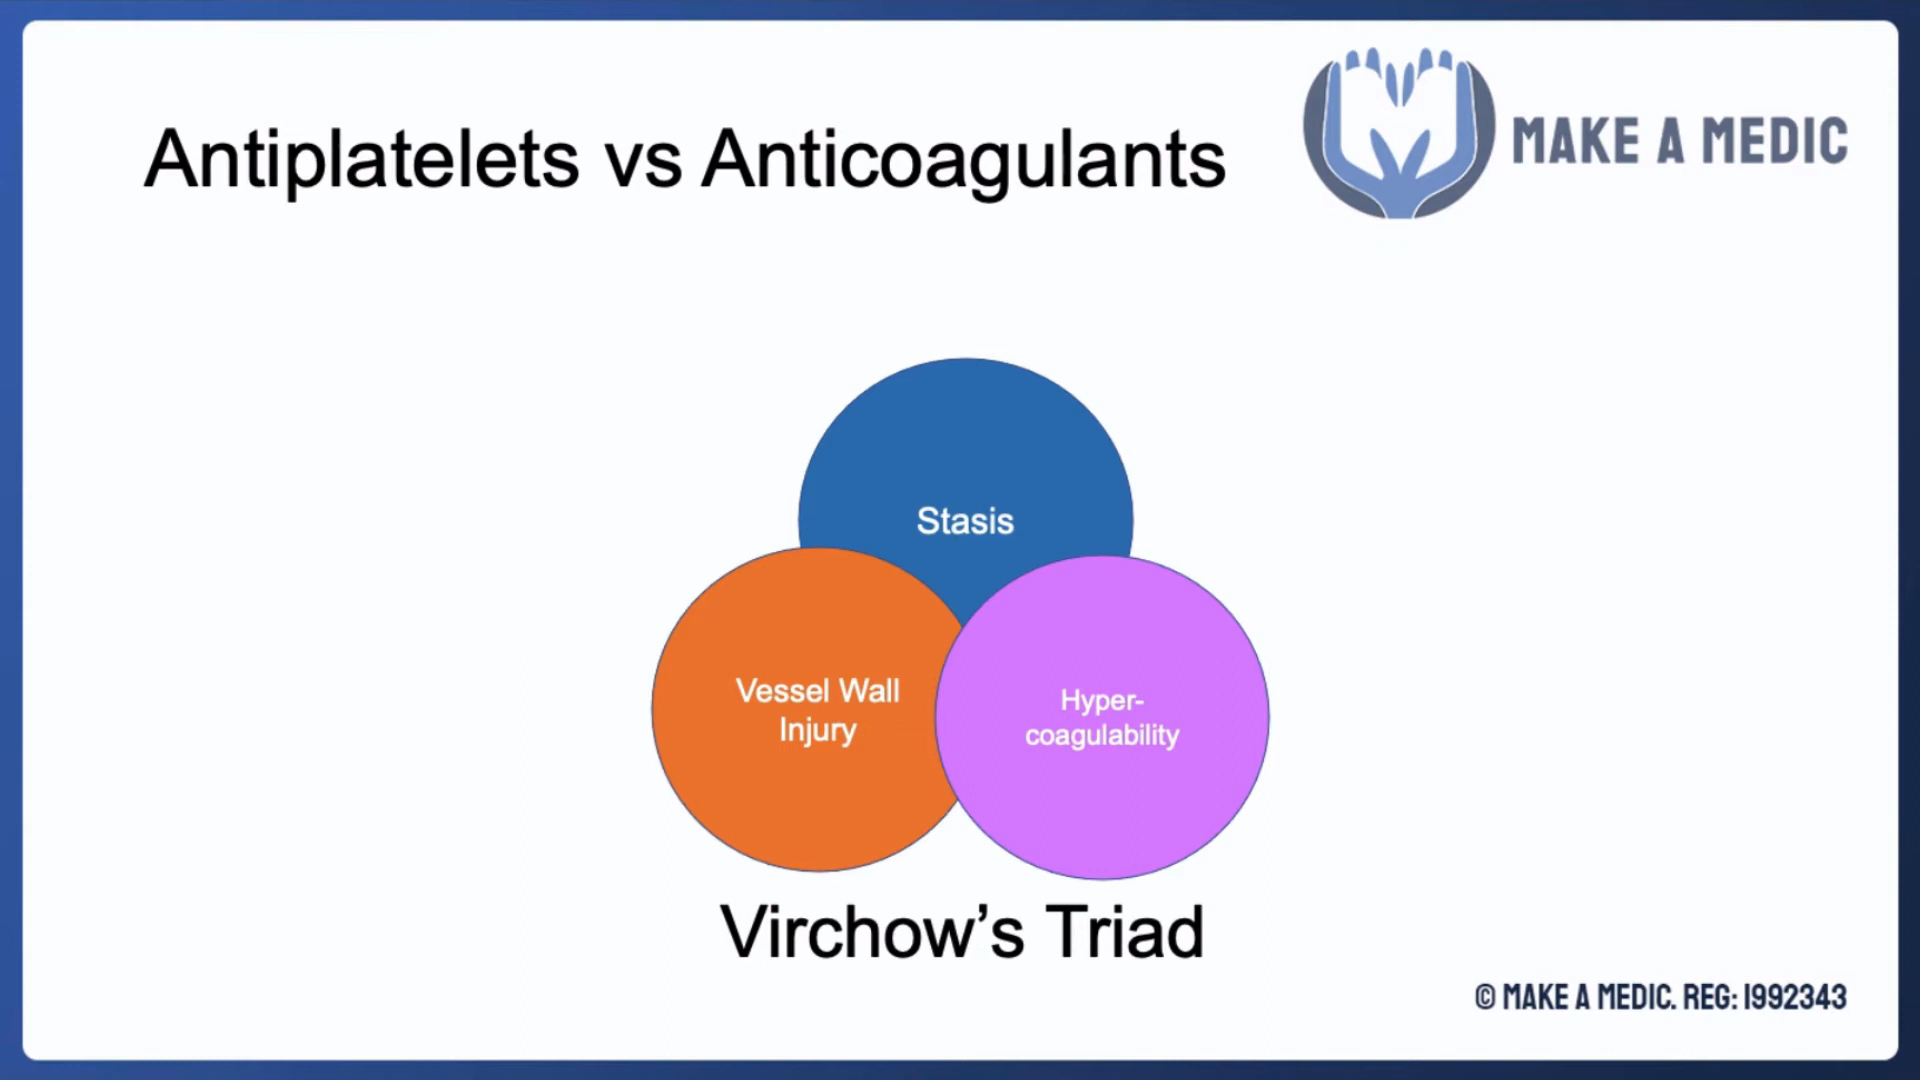 Antiplatelets vs Anticoagulants
MAKE A MEDIC
Stasis
Vessel Wall
Injury
Hyper-
coagulability
Virchow’s Triad
© MAKE A MEDIC. REG: 1992343